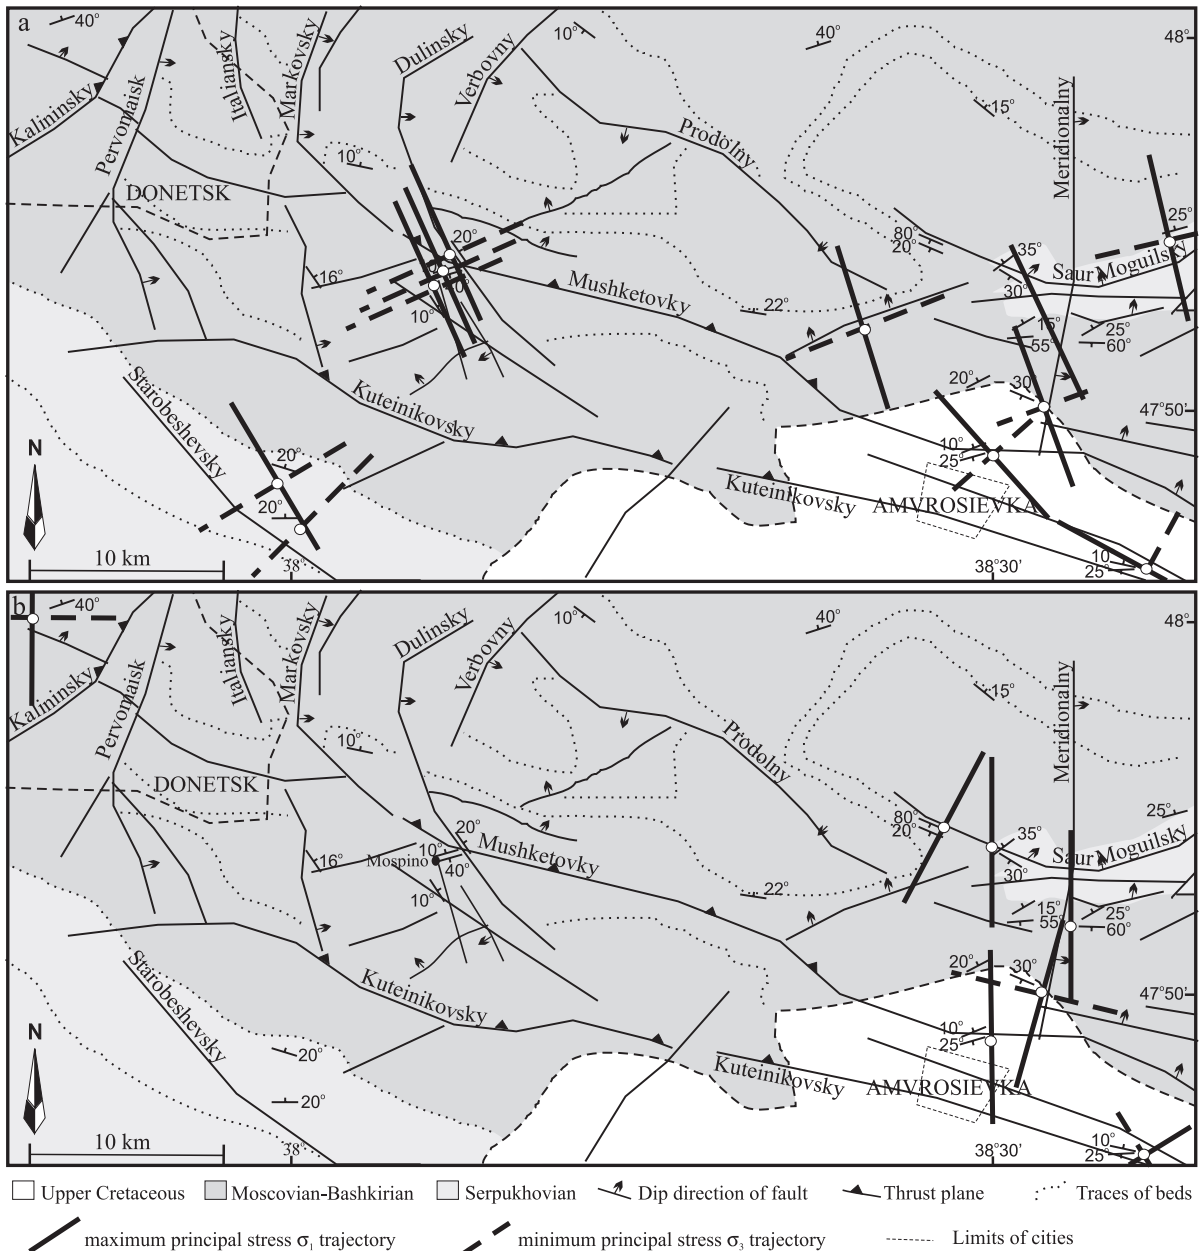 a
40°
Kalininsky
Pervomaisk
Italiansky
Markovsky
Dulinsky
Verbovny
10°
40°
48°
15°
Meridionalny
Prodolny
10°
DONETSK
16°
20°
10°
Mushketovky
22°
80°
20°
35°
30°
25°
Saur Moguilsky
15°
55°
25°
60°
20°
30°
47°50'
Starobeshevsky
Kuteinikovsky
20°
20°
10°
25°
Kuteinikovsky
AMVROSIEVKA
N
10 km
38°
38°30'
10
25°
b
40°
Kalininsky
Pervomaisk
Italiansky
Markovsky
Dulinsky
Verbovny
10°
40°
48°
15°
Meridionalny
Prodolny
10°
DONETSK
16°
Mospino
20°
10°
40°
10°
Mushketovky
22°
80°
20°
35°
30°
25°
Saur Moguilsky
15°
55°
25°
60°
20°
30°
47°50'
Starobeshevsky
Kuteinikovsky
20°
20°
10°
25°
Kuteinikovsky
AMVROSIEVKA
N
10 km
38°
38°30'
10°
25°
Upper Cretaceous Moscovian-Bashkirian Serpukhovian Dip direction of fault Thrust plane Traces of beds
maximum principal stress σ₁ trajectory minimum principal stress σ₃ trajectory Limits of cities